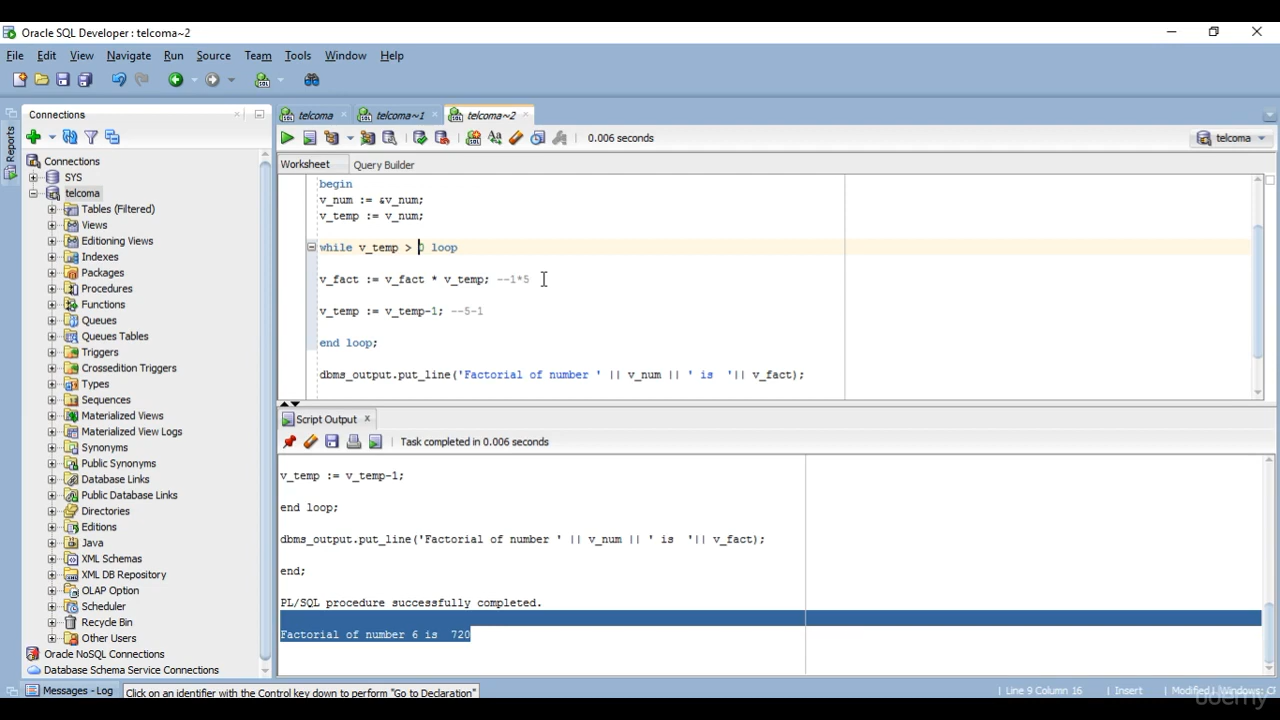 Oracle SQL Developer : telcoma~2
File Edit View Navigate Run Source Team Tools Window Help
Connections
telcoma
telcoma~1
telcoma~2
Reports
0.006 seconds
telcoma
Worksheet
Query Builder
Connections
SYS
telcoma
Tables (Filtered)
Views
Editioning Views
Indexes
Packages
Procedures
Functions
Queues
Queues Tables
Triggers
Crossedition Triggers
Types
Sequences
Materialized Views
Materialized View Logs
Synonyms
Public Synonyms
Database Links
Public Database Links
Directories
Editions
Java
XML Schemas
XML DB Repository
OLAP Option
Scheduler
Recycle Bin
Other Users
Oracle NoSQL Connections
Database Schema Service Connections
begin
v_num := &v_num;
v_temp := v_num;
while v_temp > 0 loop
v_fact := v_fact * v_temp; --1*5
v_temp := v_temp-1; --5-1
end loop;
dbms_output.put_line('Factorial of number ' || v_num || ' is  '|| v_fact);
Script Output
Task completed in 0.006 seconds
v_temp := v_temp-1;
end loop;
dbms_output.put_line('Factorial of number ' || v_num || ' is  '|| v_fact);
end;
PL/SQL procedure successfully completed.
Factorial of number 6 is  720
Messages - Log
Click on an identifier with the Control key down to perform "Go to Declaration"
Line 9 Column 16
Insert
Modified
Windows: C
udemy